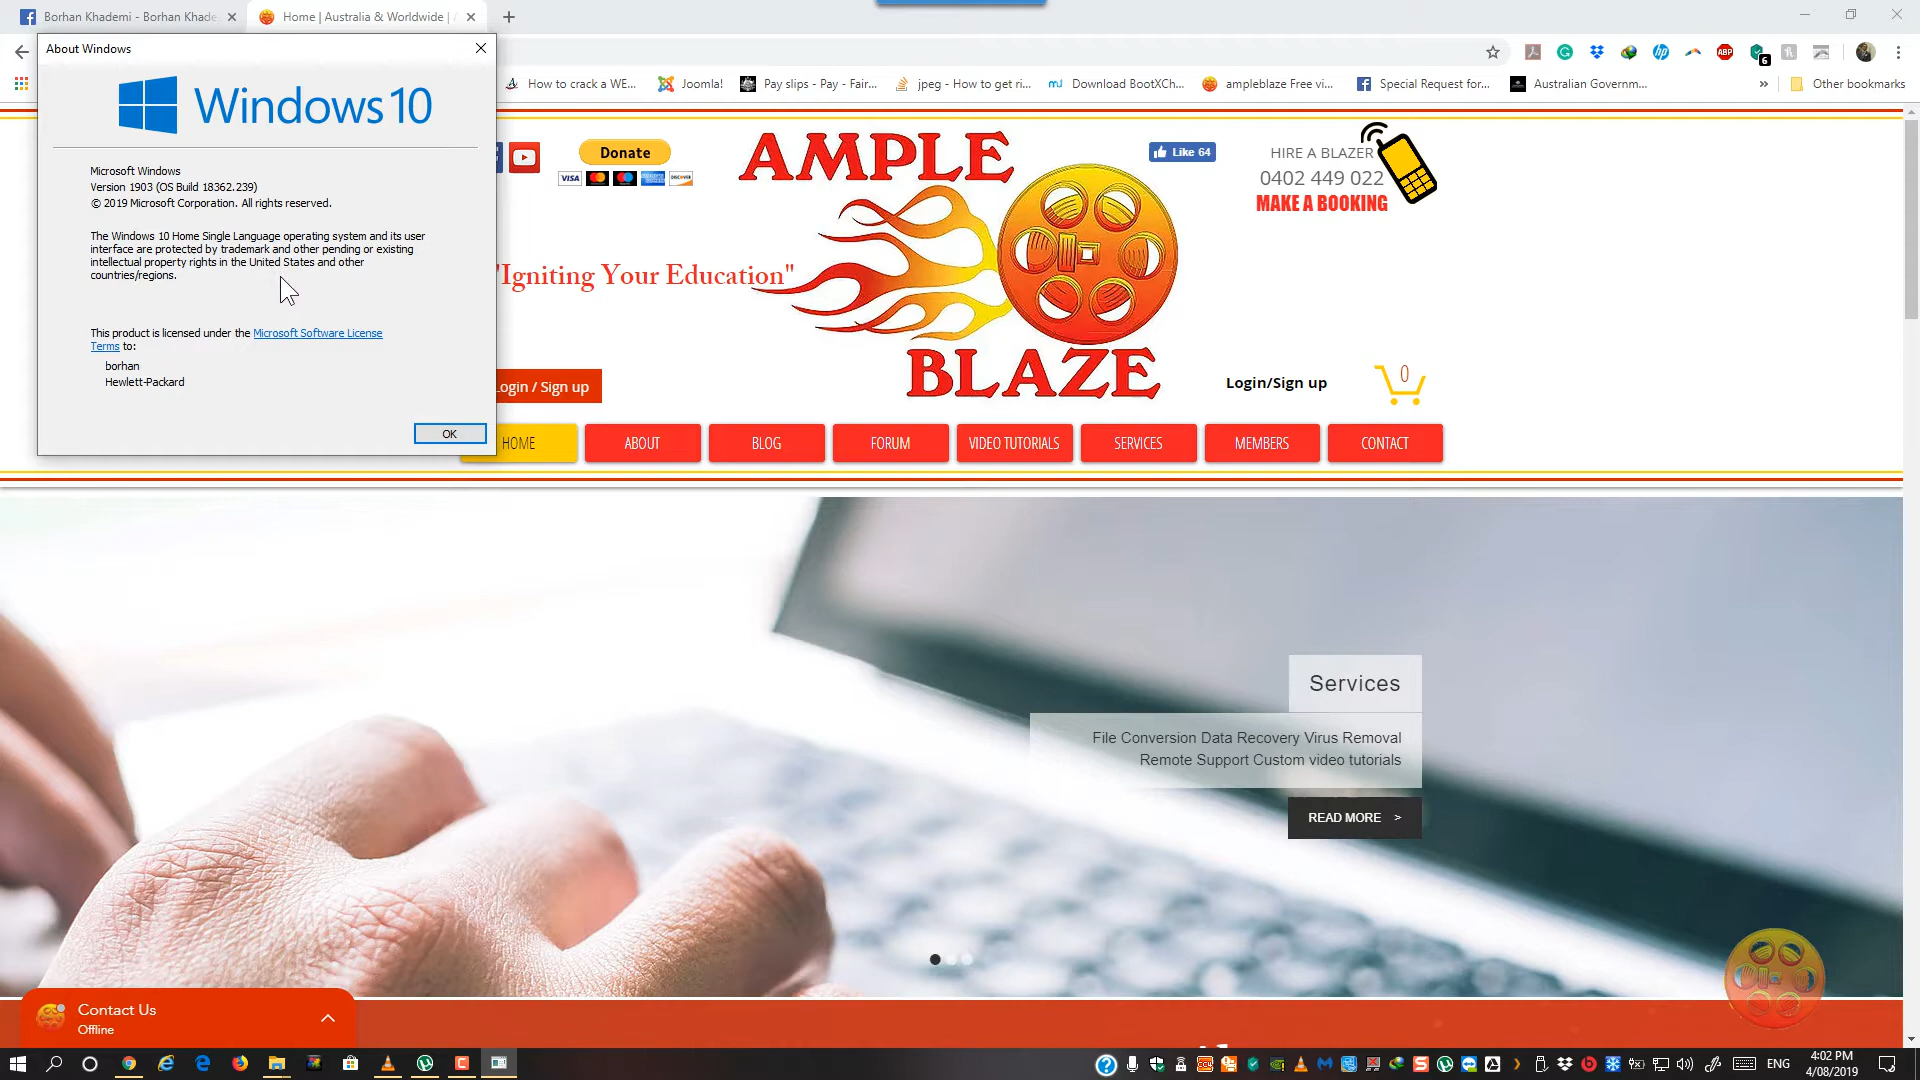 Borhan Khademi - Borhan Khade
Home | Australia & Worldwide |
About Windows
Windows 10
Microsoft Windows
Version 1903 (OS Build 18362.239)
© 2019 Microsoft Corporation. All rights reserved.
The Windows 10 Home Single Language operating system and its user
interface are protected by trademark and other pending or existing
intellectual property rights in the United States and other
countries/regions.
This product is licensed under the Microsoft Software License
Terms to:
borhan
Hewlett-Packard
OK
ABP
6
How to crack a WE...
Joomla!
Pay slips - Pay - Fair...
jpeg - How to get ri...
Download BootXCh...
ampleblaze Free vi...
Special Request for...
Australian Governm...
»
Other bookmarks
Donate
VISA
AMPLE
BLAZE
Like 64
HIRE A BLAZER
0402 449 022
MAKE A BOOKING
"Igniting Your Education"
Login / Sign up
Login/Sign up
0
HOME
ABOUT
BLOG
FORUM
VIDEO TUTORIALS
SERVICES
MEMBERS
CONTACT
Services
File Conversion Data Recovery Virus Removal
Remote Support Custom video tutorials
READ MORE >
Contact Us
Offline
ENG
4:02 PM
4/08/2019